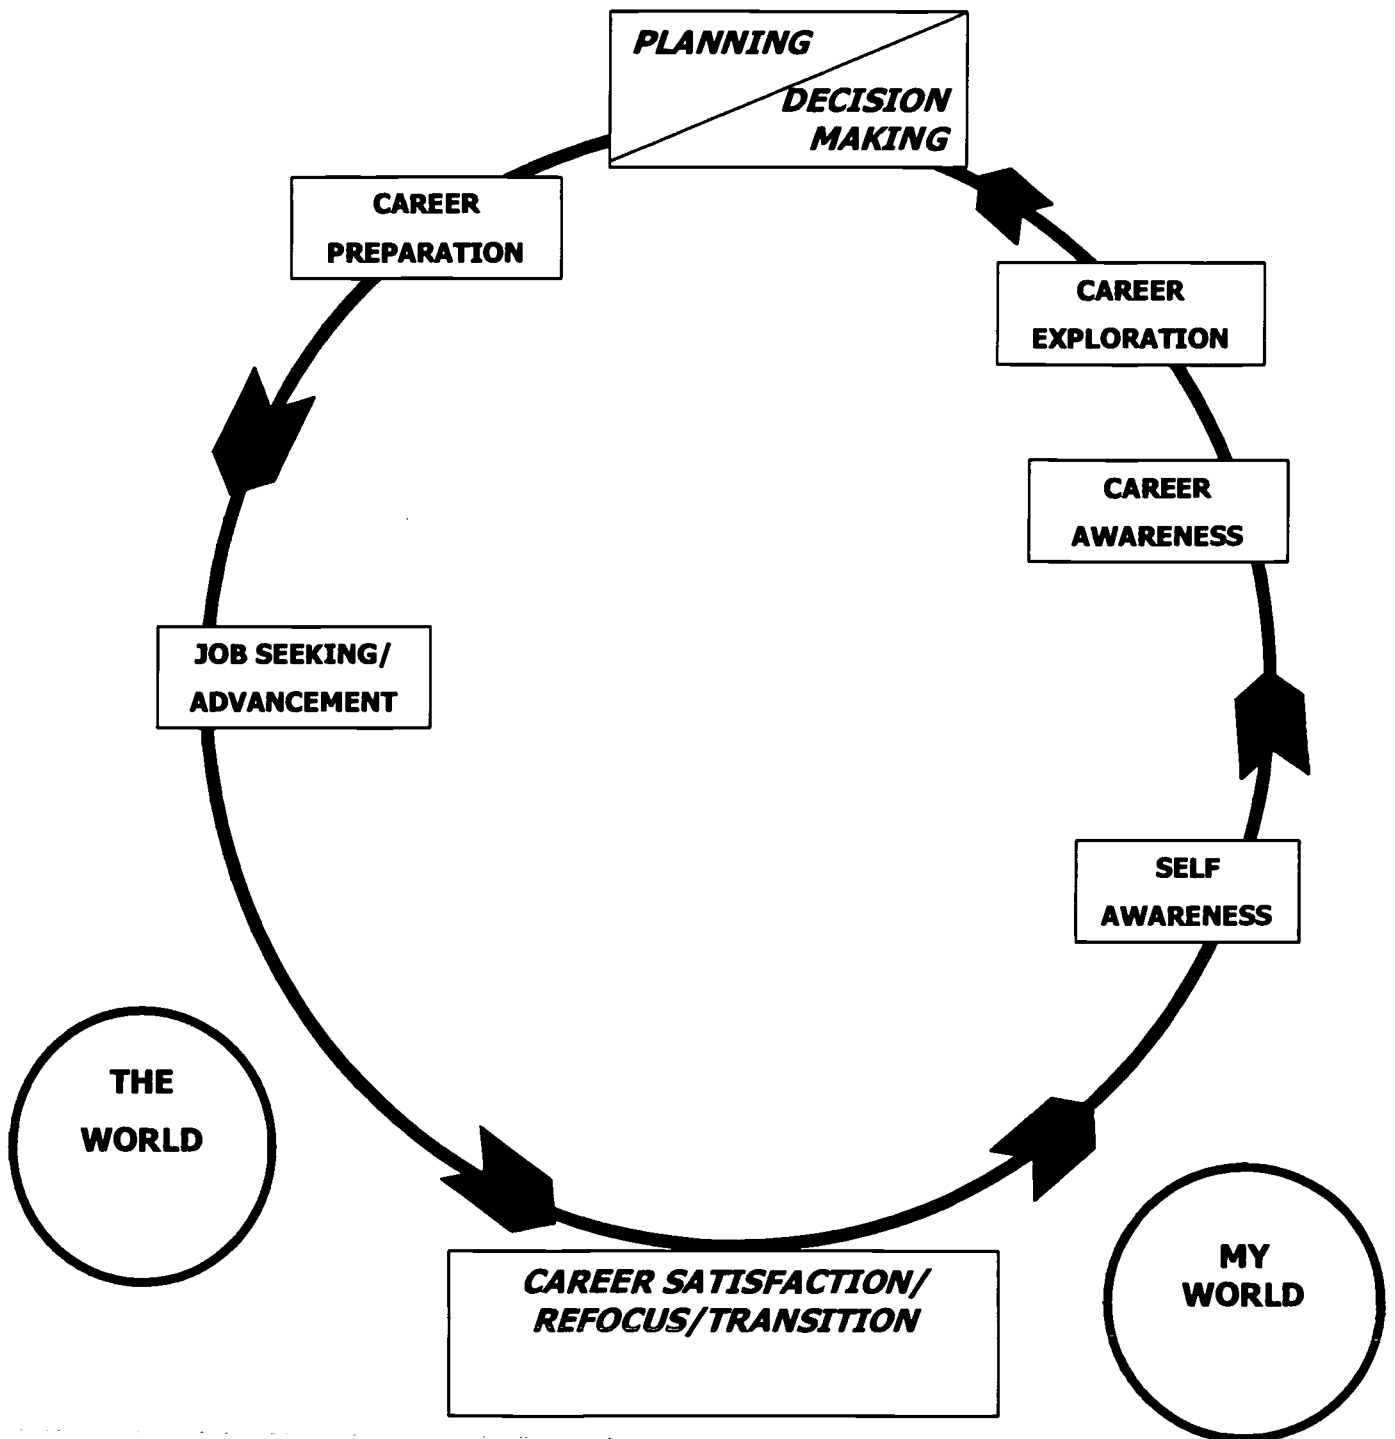 PLANNING
DECISION
MAKING
CAREER
PREPARATION
CAREER
EXPLORATION
CAREER
AWARENESS
JOB SEEKING/
ADVANCEMENT
SELF
AWARENESS
THE
WORLD
MY
WORLD
CAREER SATISFACTION/
REFOCUS/TRANSITION